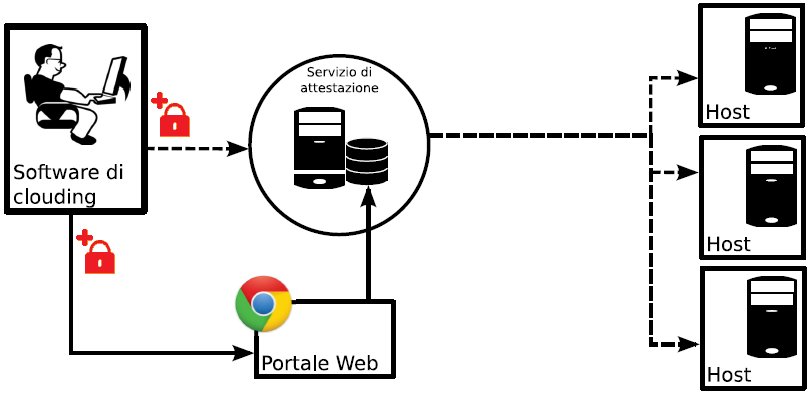 Servizio di
attestazione
Host
Software di
clouding
Host
Portale Web
Host